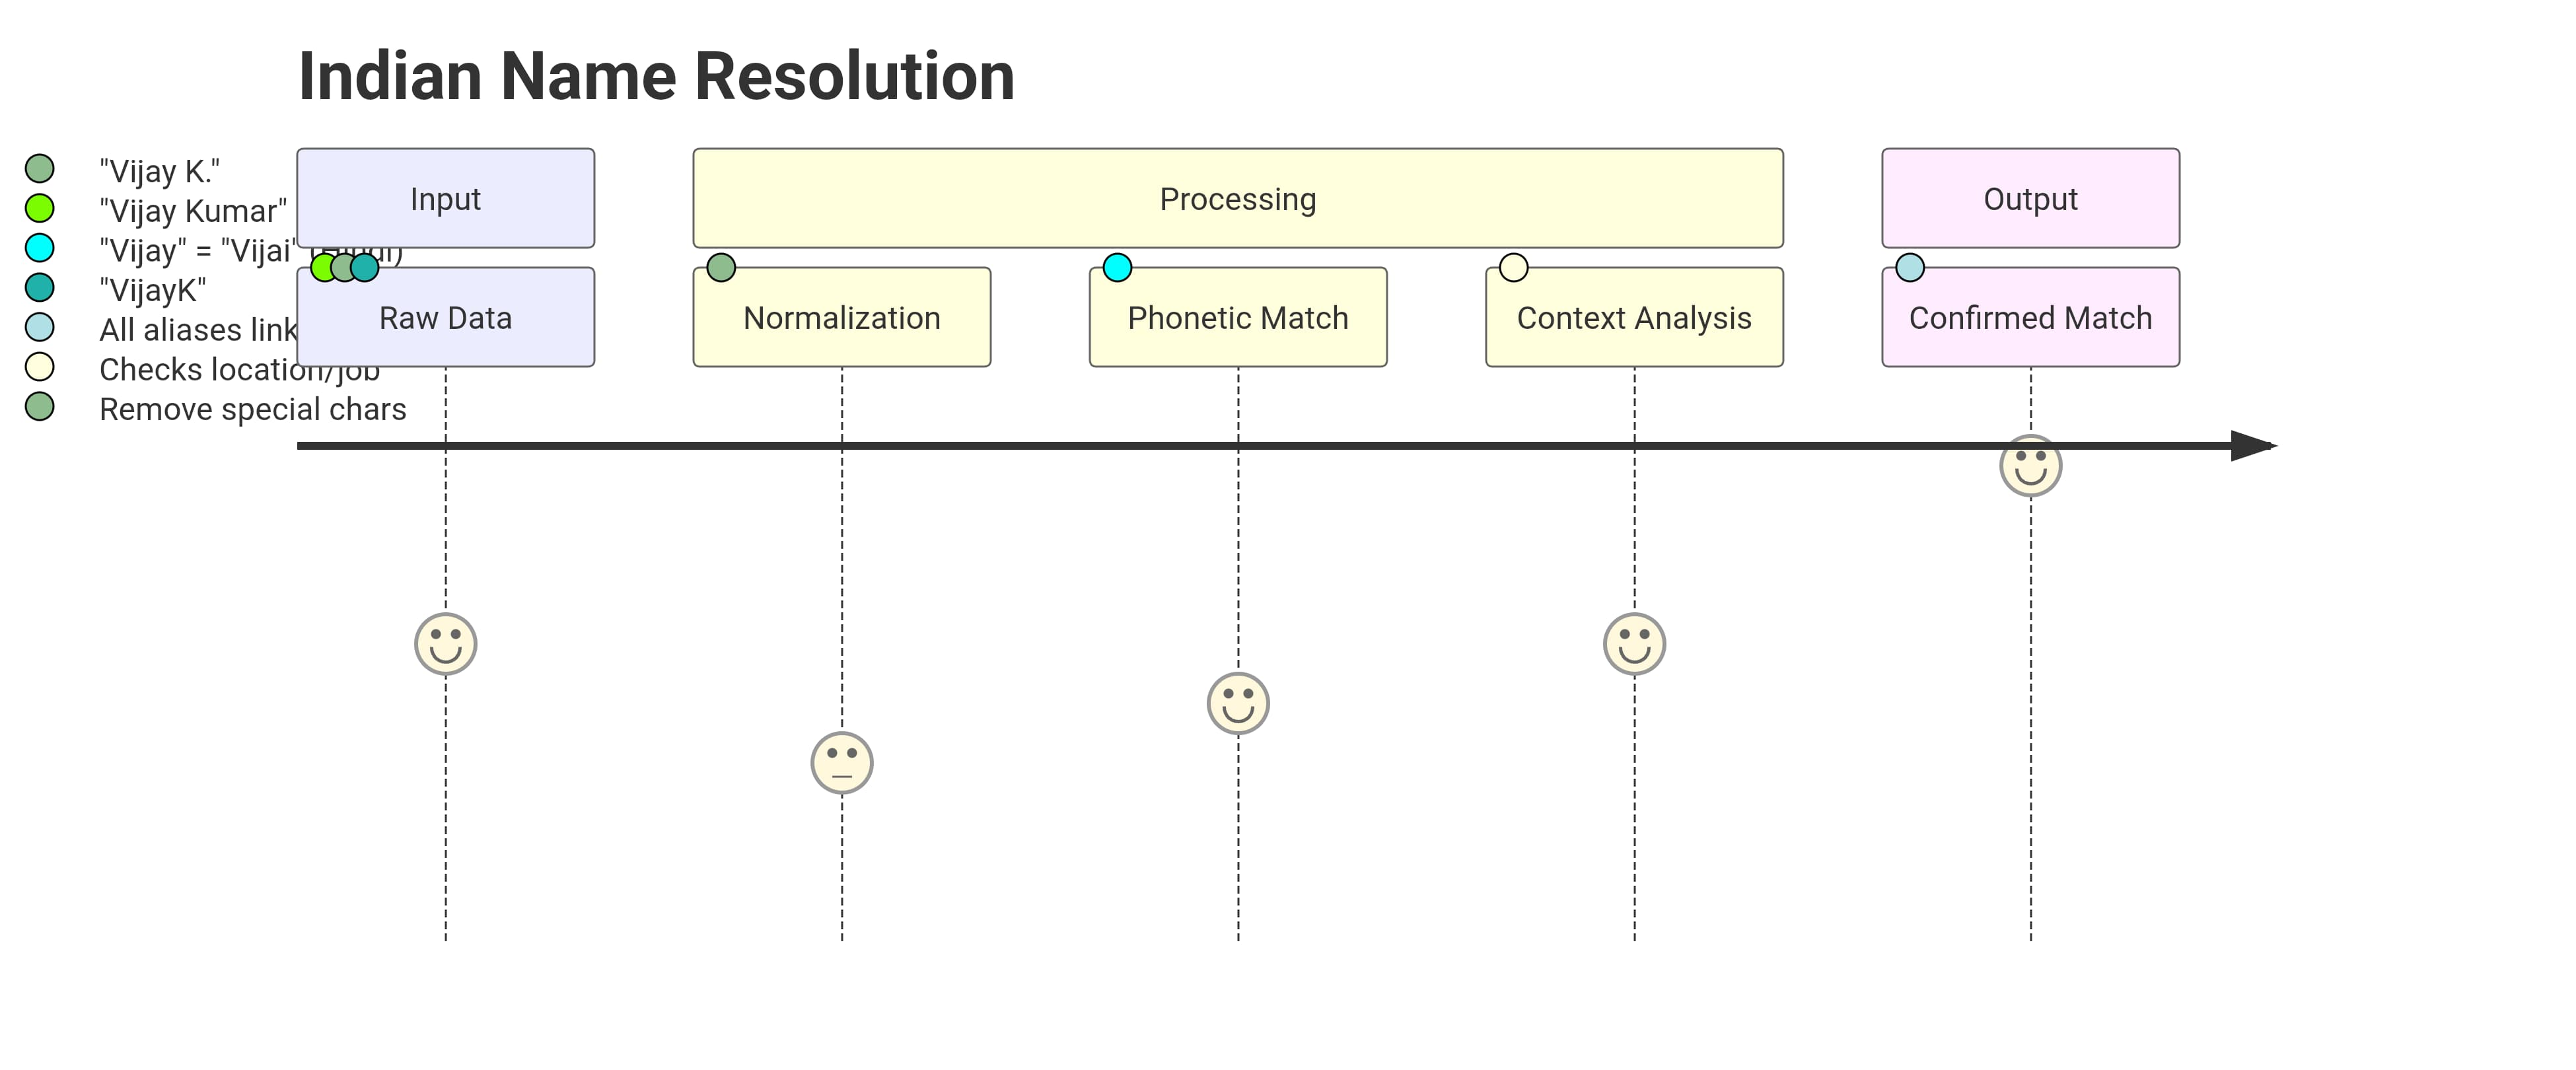 Indian Name Resolution
"Vijay K."
"Vijay Kumar"
"Vijay" = "Vijai" (Hindi)
"VijayK"
All aliases link
Checks location/job
Remove special chars
Input
Processing
Output
Raw Data
Normalization
Phonetic Match
Context Analysis
Confirmed Match